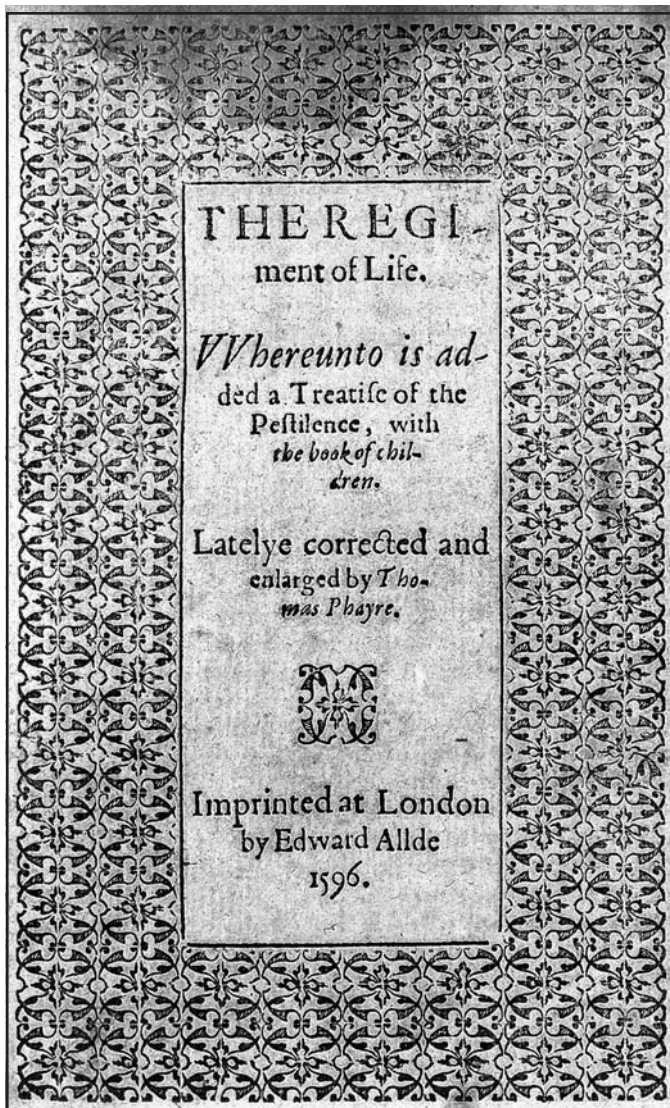 THE REGI-
ment of Life.
VVhereunto is ad-
ded a Treatiſe of the
Peſtilence, with
the book of chil-
dren.
Latelye corrected and
enlarged by Tho-
mas Phayre.
Imprinted at London
by Edward Allde
1596.